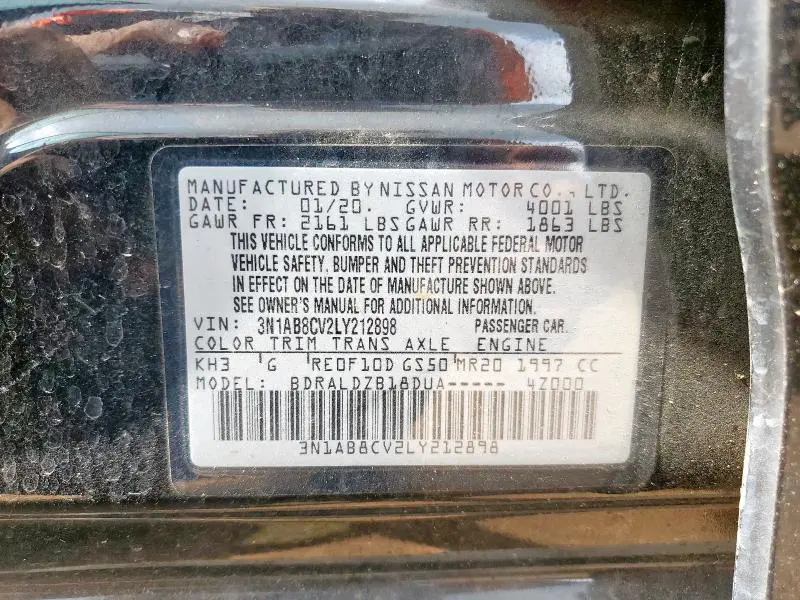 MANUFACTURED BY NISSAN MOTOR CO., LTD.
DATE: 01/20. GVWR: 4001 LBS
GAWR FR: 2161 LBS GAWR RR: 1863 LBS
THIS VEHICLE CONFORMS TO ALL APPLICABLE FEDERAL MOTOR
VEHICLE SAFETY, BUMPER AND THEFT PREVENTION STANDARDS
IN EFFECT ON THE DATE OF MANUFACTURE SHOWN ABOVE.
SEE OWNER'S MANUAL FOR ADDITIONAL INFORMATION.
VIN: 3N1AB8CV2LY212898 PASSENGER CAR.
COLOR TRIM TRANS AXLE ENGINE
KH3 G RE0F10D GS50 MR20 1997 CC
MODEL: BDRALDZB18DUA----- 4Z000
3N1AB8CV2LY212898